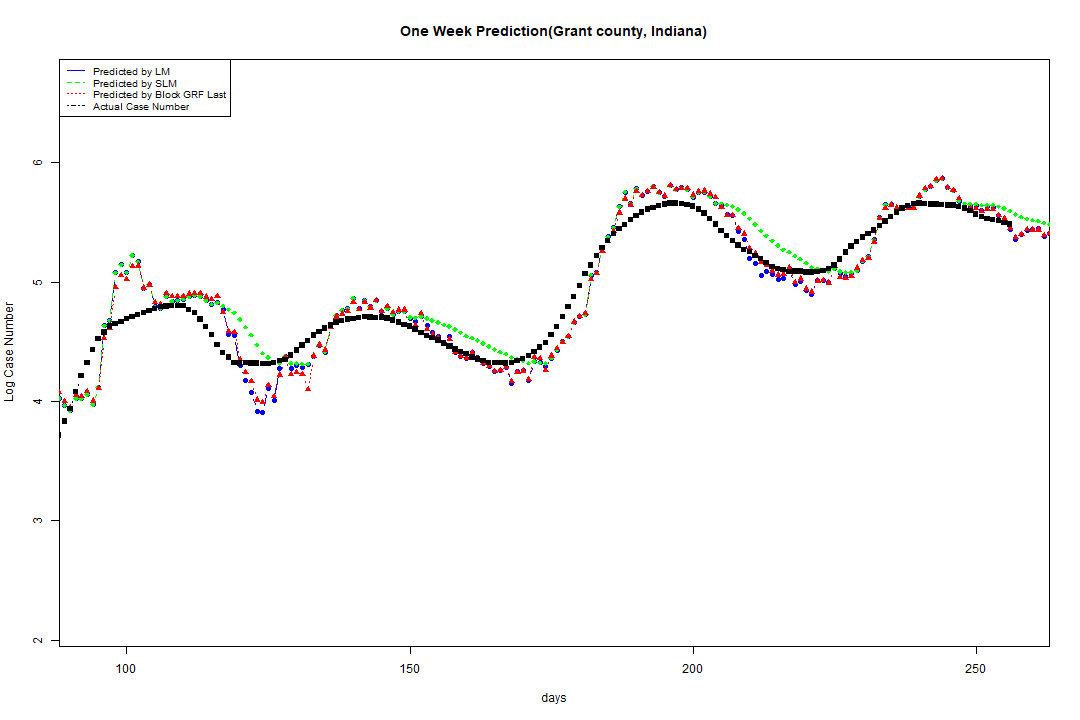 One Week Prediction(Grant county, Indiana)
Predicted by LM
Predicted by SLM
Predicted by Block GRF Last
Actual Case Number
Log Case Number
6
5
4
3
2
100
150
200
250
days